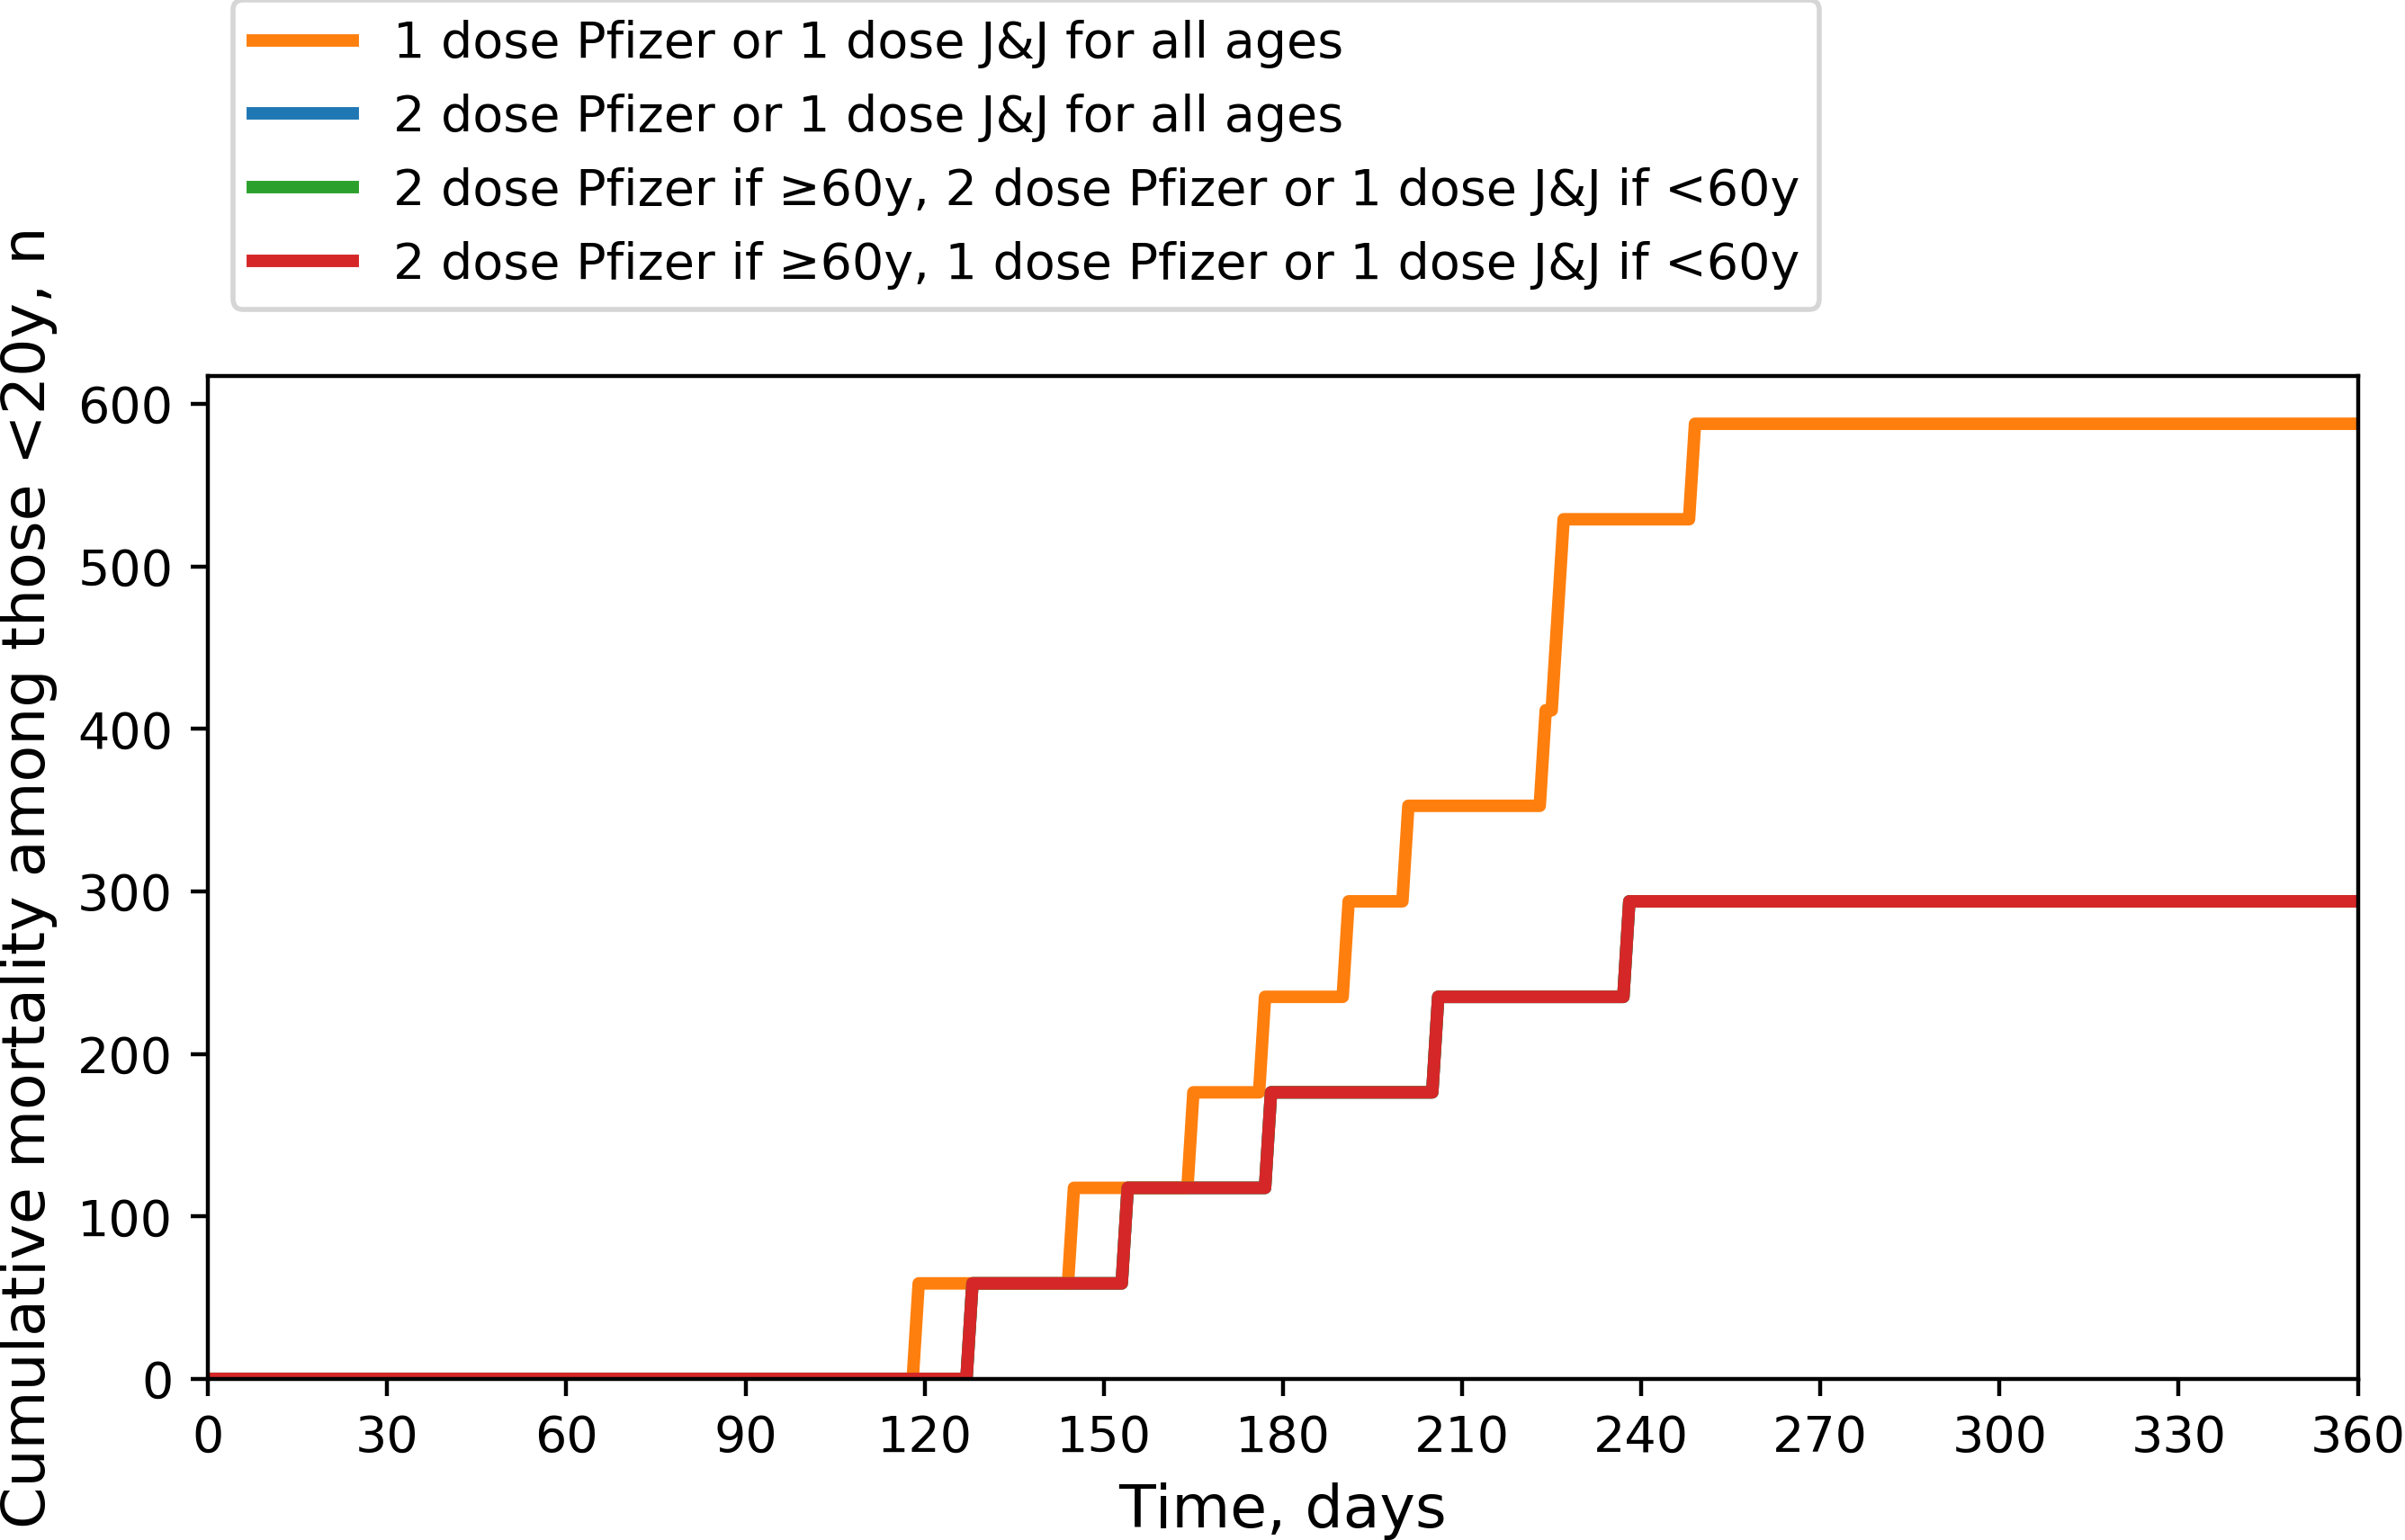 1 dose Pfizer or 1 dose J&J for all ages
2 dose Pfizer or 1 dose J&J for all ages
2 dose Pfizer if ≥60y, 2 dose Pfizer or 1 dose J&J if <60y
2 dose Pfizer if ≥60y, 1 dose Pfizer or 1 dose J&J if <60y
Cumulative mortality among those <20y, n
600
500
400
300
200
100
0
0 30 60 90 120 150 180 210 240 270 300 330 360
Time, days